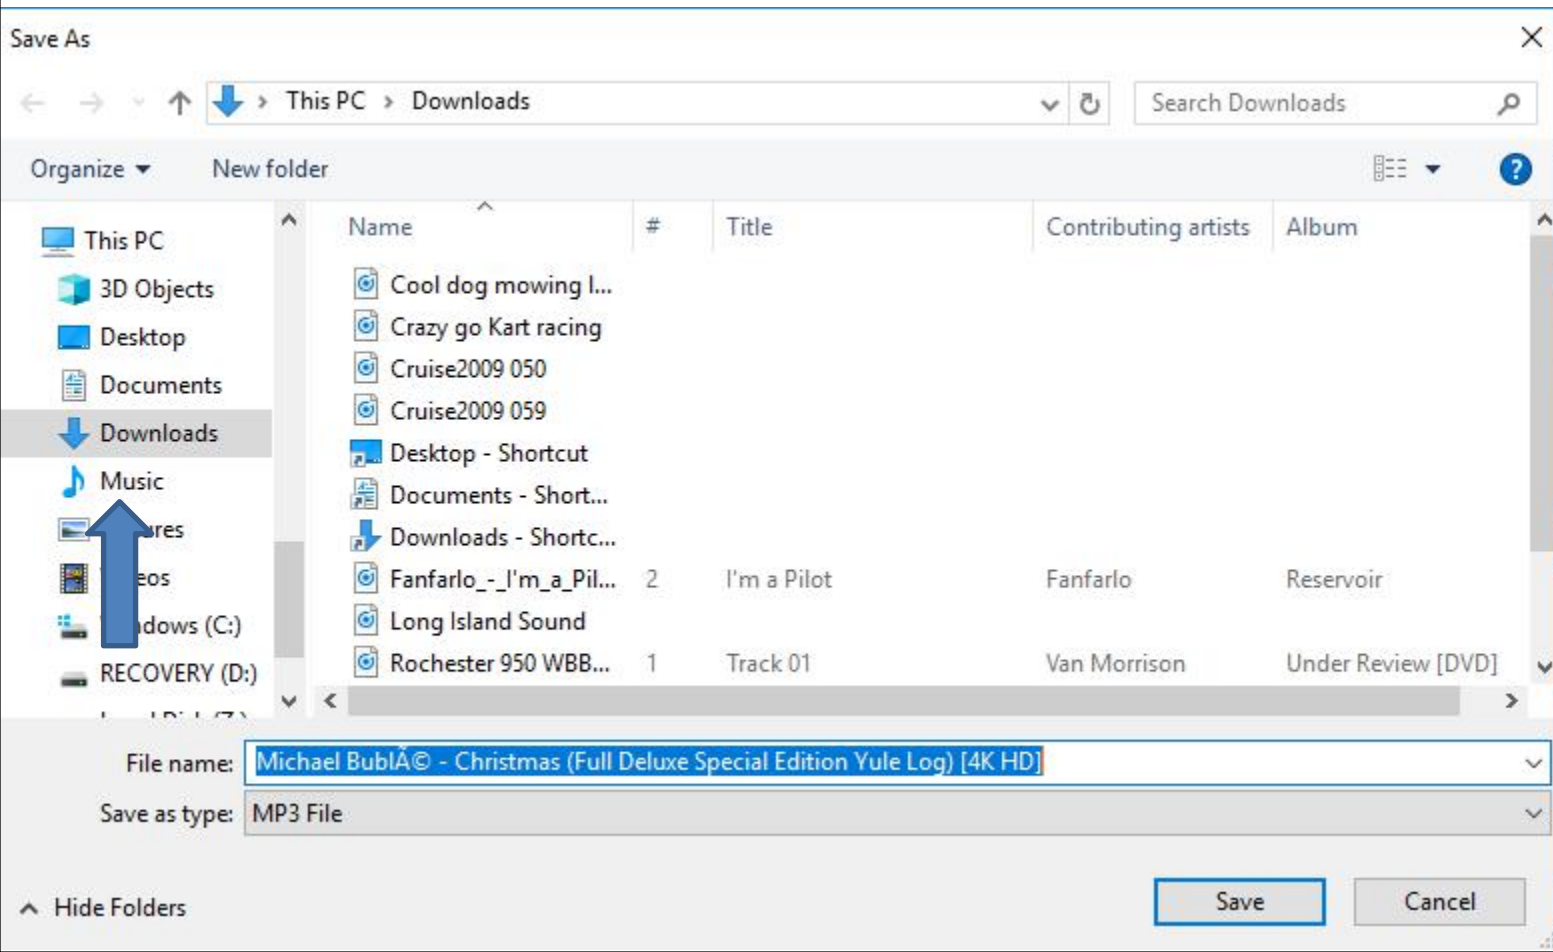 Save As
This PC > Downloads
Search Downloads
Organize
New folder
?
This PC
3D Objects
Desktop
Documents
Downloads
Music
Windows (C:)
RECOVERY (D:)
Name # Title Contributing artists Album
Cool dog mowing l...
Crazy go Kart racing
Cruise2009 050
Cruise2009 059
Desktop - Shortcut
Documents - Short...
Downloads - Shortc...
Fanfarlo_-_I'm_a_Pil... 2 I'm a Pilot Fanfarlo Reservoir
Long Island Sound
Rochester 950 WBB... 1 Track 01 Van Morrison Under Review [DVD]
File name: Michael BublÃ© - Christmas (Full Deluxe Special Edition Yule Log) [4K HD]
Save as type: MP3 File
Hide Folders
Save
Cancel